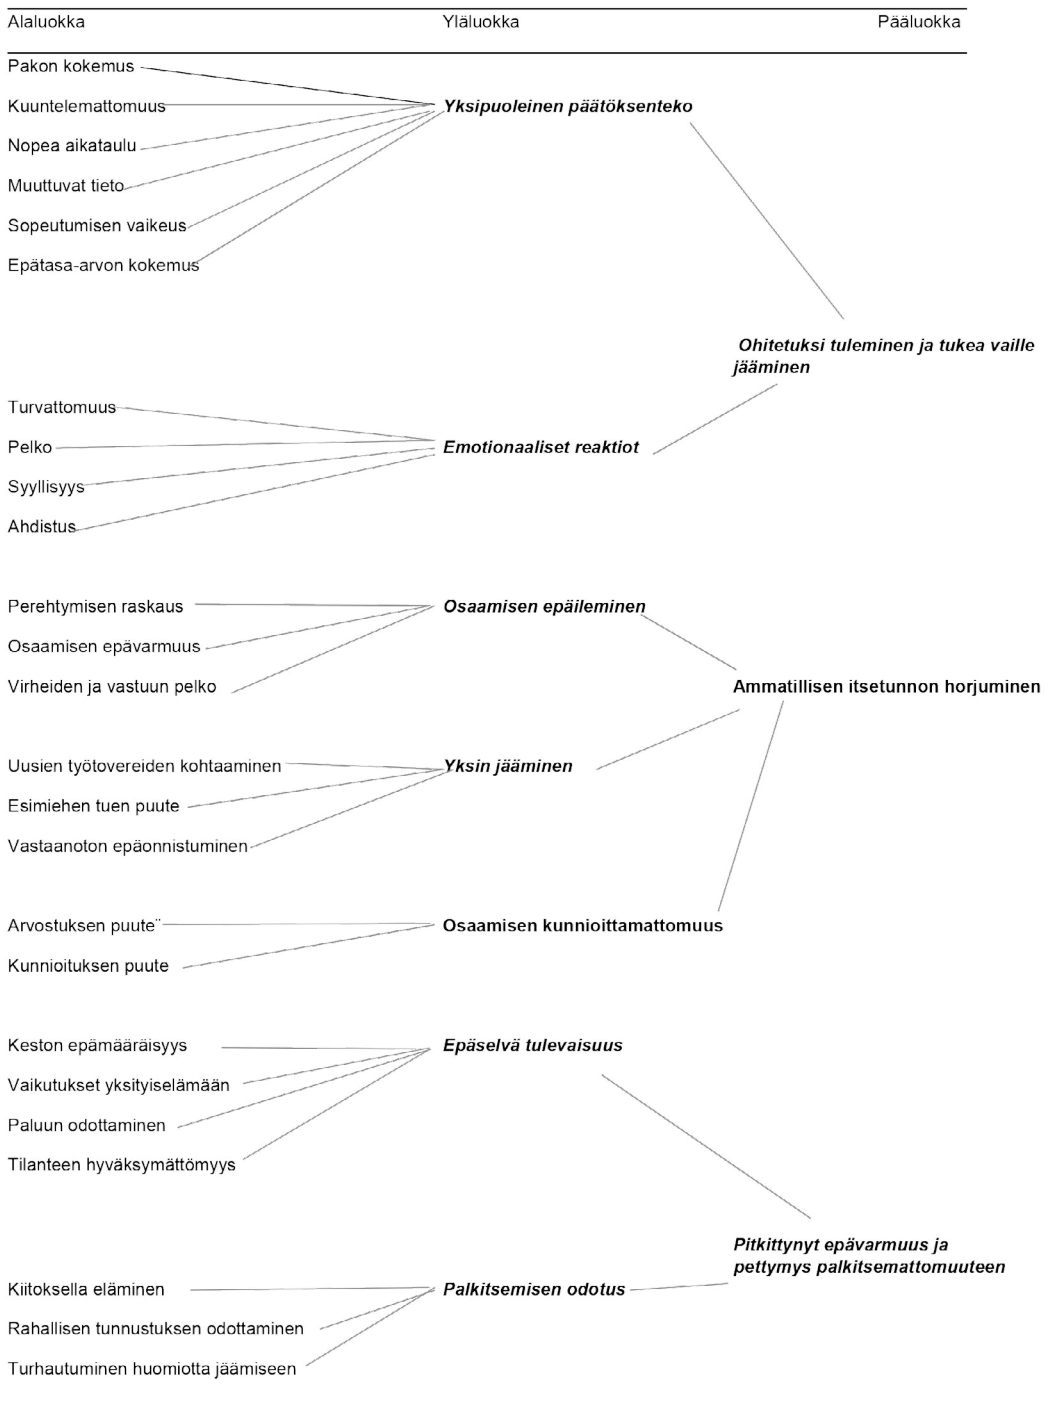 Alaluokka Yläluokka Pääluokka
Pakon kokemus
Kuuntelemattomuus Yksipuoleinen päätöksenteko
Nopea aikataulu
Muuttuvat tieto
Sopeutumisen vaikeus
Epätasa-arvon kokemus
Ohitetuksi tuleminen ja tukea vaille
jääminen
Turvattomuus
Pelko Emotionaaliset reaktiot
Syyllisyys
Ahdistus
Perehtymisen raskaus Osaamisen epäileminen
Osaamisen epävarmuus
Virheiden ja vastuun pelko Ammatillisen itsetunnon horjuminen
Uusien työtovereiden kohtaaminen Yksin jääminen
Esimiehen tuen puute
Vastaanoton epäonnistuminen
Arvostuksen puute¨ Osaamisen kunnioittamattomuus
Kunnioituksen puute
Keston epämääräisyys Epäselvä tulevaisuus
Vaikutukset yksityiselämään
Paluun odottaminen
Tilanteen hyväksymättömyys
Pitkittynyt epävarmuus ja
pettymys palkitsemattomuuteen
Kiitoksella eläminen Palkitsemisen odotus
Rahallisen tunnustuksen odottaminen
Turhautuminen huomiotta jäämiseen